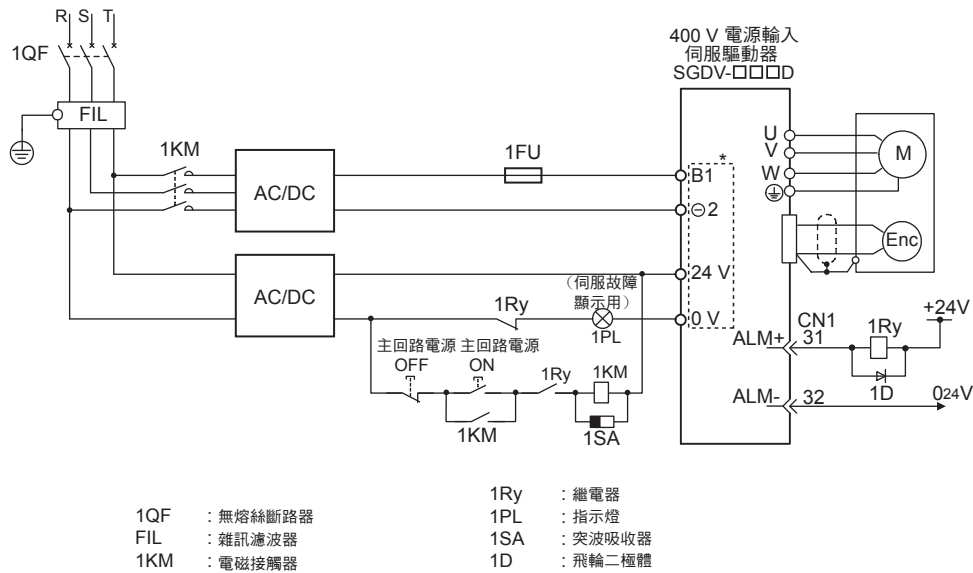 R S T
1QF
FIL
1KM
AC/DC
1FU
400 V 電源輸入
伺服驅動器
SGDV-□□□D
B1
*
⊖2
24 V
0 V
U
V
W
M
Enc
AC/DC
1Ry
(伺服故障
顯示用)
1PL
主回路電源
OFF
主回路電源
ON
1Ry
1KM
1KM
1SA
CN1
ALM+ 31
ALM- 32
1Ry
1D
+24V
024V
1QF : 無熔絲斷路器
FIL : 雜訊濾波器
1KM : 電磁接觸器
1Ry : 繼電器
1PL : 指示燈
1SA : 突波吸收器
1D : 飛輪二極體